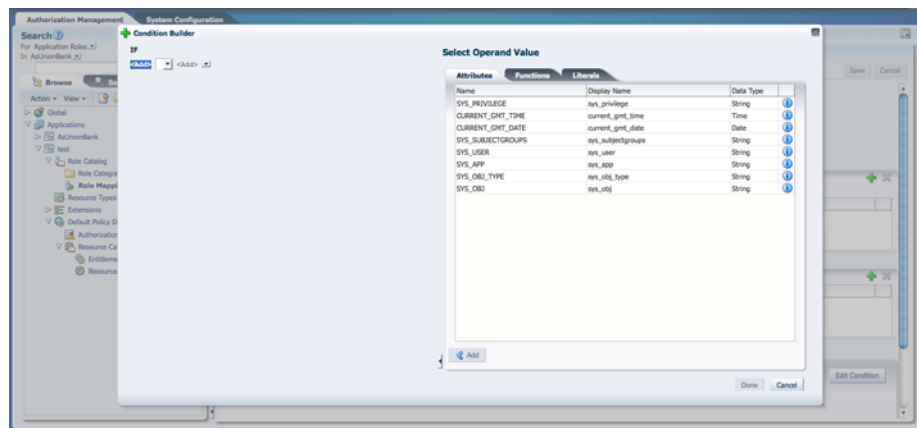 Authorization Management
System Configuration
Search
For Application Roles
In AzUnionBank
Browse
Action
View
Global
Applications
AzUnionBank
test
Role Catalog
Role Categor
Role Mappi
Resource Types
Extensions
Default Policy D
Authorization
Resource Ca
Entitleme
Resource
Condition Builder
IF
<Add>
<Add>
Select Operand Value
Attributes
Functions
Literals
Name Display Name Data Type
SYS_PRIVILEGE sys_privilege String
CURRENT_GMT_TIME current_gmt_time Time
CURRENT_GMT_DATE current_gmt_date Date
SYS_SUBJECTGROUPS sys_subjectgroups String
SYS_USER sys_user String
SYS_APP sys_app String
SYS_OBJ_TYPE sys_obj_type String
SYS_OBJ sys_obj String
Add
Done
Cancel
Save
Cancel
Edit Condition